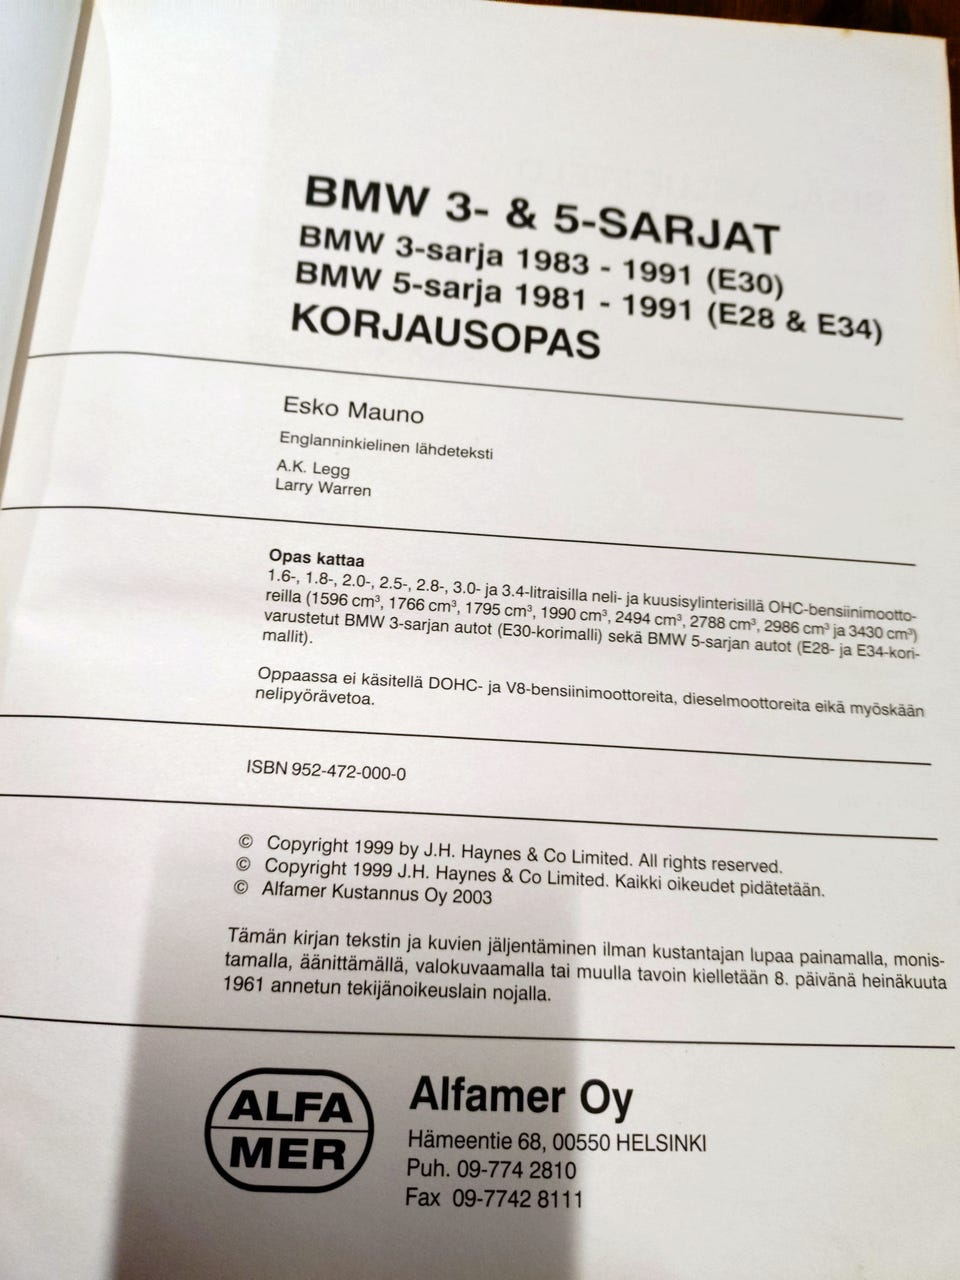 BMW 3- & 5-SARJAT
BMW 3-sarja 1983 - 1991 (E30)
BMW 5-sarja 1981 - 1991 (E28 & E34)
KORJAUSOPAS
Esko Mauno
Englanninkielinen lähdeteksti
A.K. Legg
Larry Warren
Opas kattaa
1.6-, 1.8-, 2.0-, 2.5-, 2.8-, 3.0- ja 3.4-litraisilla neli- ja kuusisylinterisillä OHC-bensiinimootto-
reilla (1596 cm³, 1766 cm³, 1795 cm³, 1990 cm³, 2494 cm³, 2788 cm³, 2986 cm³ ja 3430 cm³)
varustetut BMW 3-sarjan autot (E30-korimalli) sekä BMW 5-sarjan autot (E28- ja E34-kori-
mallit).
Oppaassa ei käsitellä DOHC- ja V8-bensiinimoottoreita, dieselmoottoreita eikä myöskään
nelipyörävetoa.
ISBN 952-472-000-0
© Copyright 1999 by J.H. Haynes & Co Limited. All rights reserved.
© Copyright 1999 J.H. Haynes & Co Limited. Kaikki oikeudet pidätetään.
© Alfamer Kustannus Oy 2003
Tämän kirjan tekstin ja kuvien jäljentäminen ilman kustantajan lupaa painamalla, monis-
tamalla, äänittämällä, valokuvaamalla tai muulla tavoin kielletään 8. päivänä heinäkuuta
1961 annetun tekijänoikeuslain nojalla.
ALFA
MER
Alfamer Oy
Hämeentie 68, 00550 HELSINKI
Puh. 09-774 2810
Fax 09-7742 8111